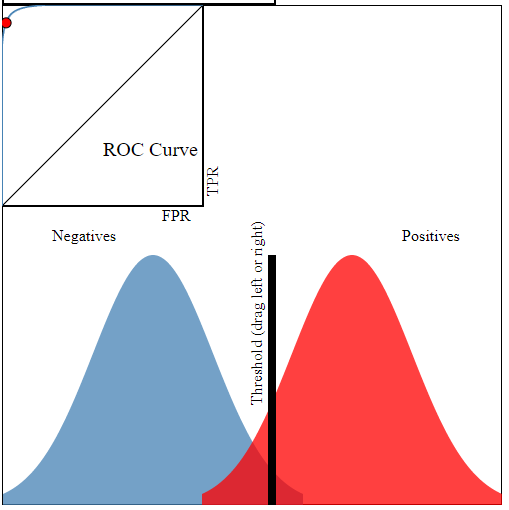 ROC Curve
TPR
FPR
Negatives
Positives
Threshold (drag left or right)